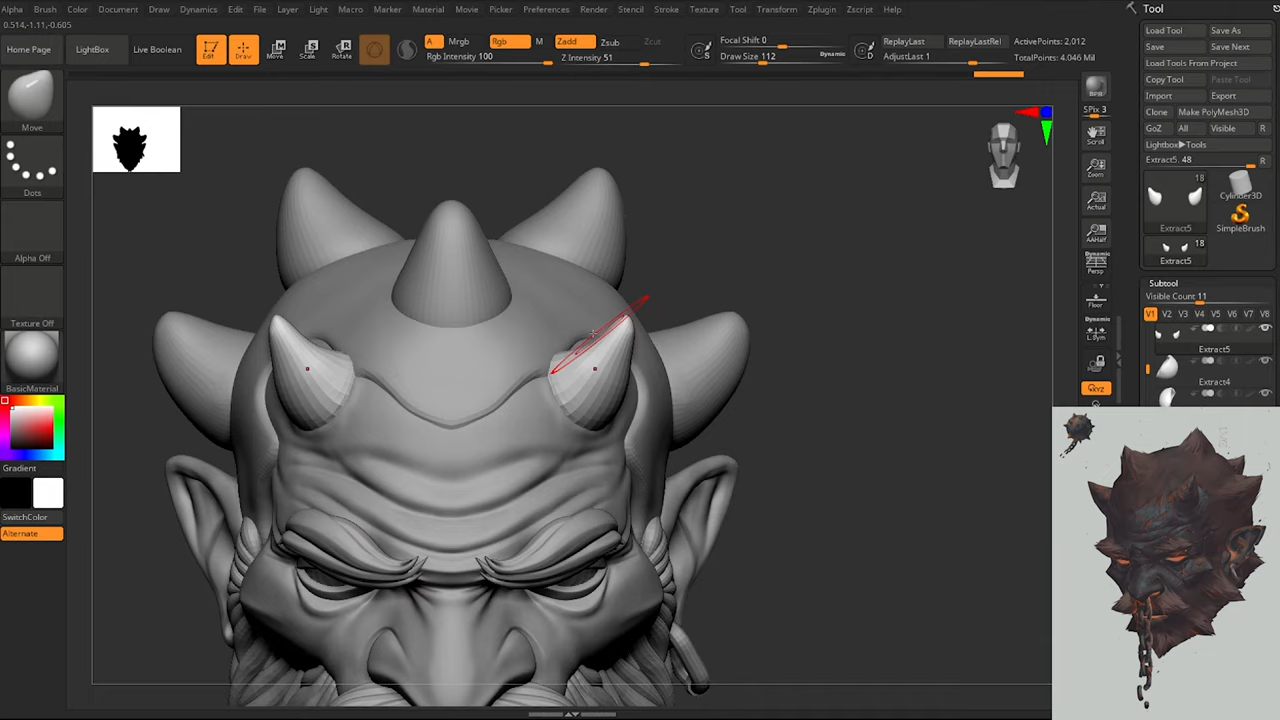 Alpha Brush Color Document Draw Dynamics Edit File Layer Light Macro Marker Material Movie Picker Preferences Render Stencil Stroke Texture Tool Transform Zplugin Zscript Help
0.514,-1.11,-0.605
Home Page LightBox Live Boolean Edit Draw Move Scale Rotate
A Mrgb Rgb M Zadd Zsub Zcut
Rgb Intensity 100 Z Intensity 51
Focal Shift 0
Draw Size 112 Dynamic
S D
ReplayLast ReplayLastRel
AdjustLast 1
ActivePoints: 2,012
TotalPoints: 4.046 Mil
Move
Dots
Alpha Off
Texture Off
BasicMaterial
Gradient
SwitchColor
Alternate
BPR
SPix 3
Scroll
Zoom
Actual
AAHalf
Dynamic
Persp
Floor
Dynamic
L.Sym
XYZ
Tool
Load Tool Save As
Save Save Next
Load Tools From Project
Copy Tool Paste Tool
Import Export
Clone Make PolyMesh3D
GoZ All Visible R
Lightbox▶Tools
Extract5. 48 R
18
Extract5
Cylinder3D
SimpleBrush
18
Extract5
Subtool
Visible Count 11
V1 V2 V3 V4 V5 V6 V7 V8
Extract5
Extract4